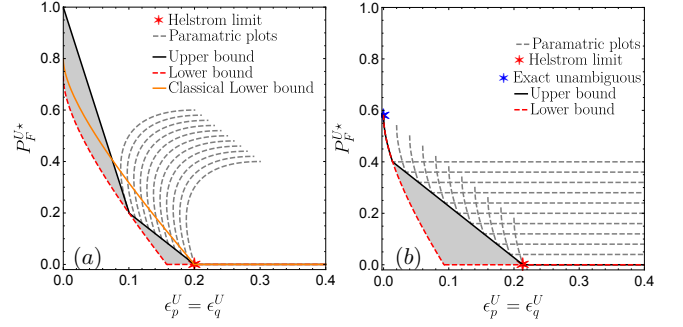 1.0
0.8
0.6
0.4
0.2
0.0
P_F^{U⋆}
Helstrom limit
Paramatric plots
Upper bound
Lower bound
Classical Lower bound
(a)
0.0 0.1 0.2 0.3 0.4
ϵ_p^U = ϵ_q^U
1.0
0.8
0.6
0.4
0.2
0.0
P_F^{U⋆}
Paramatric plots
Helstrom limit
Exact unambiguous
Upper bound
Lower bound
(b)
0.0 0.1 0.2 0.3 0.4
ϵ_p^U = ϵ_q^U